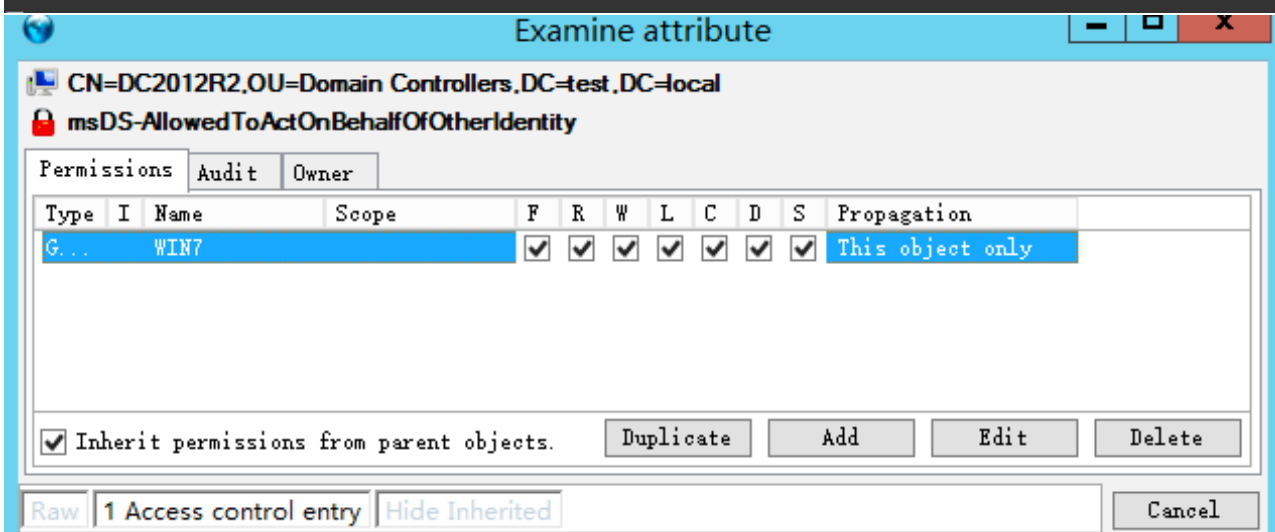 Examine attribute
CN=DC2012R2,OU=Domain Controllers,DC=test,DC=local
msDS-AllowedToActOnBehalfOfOtherIdentity
Permissions Audit Owner
Type I Name Scope F R W L C D S Propagation
G... WIN7 This object only
Inherit permissions from parent objects. Duplicate Add Edit Delete
Raw 1 Access control entry Hide Inherited Cancel